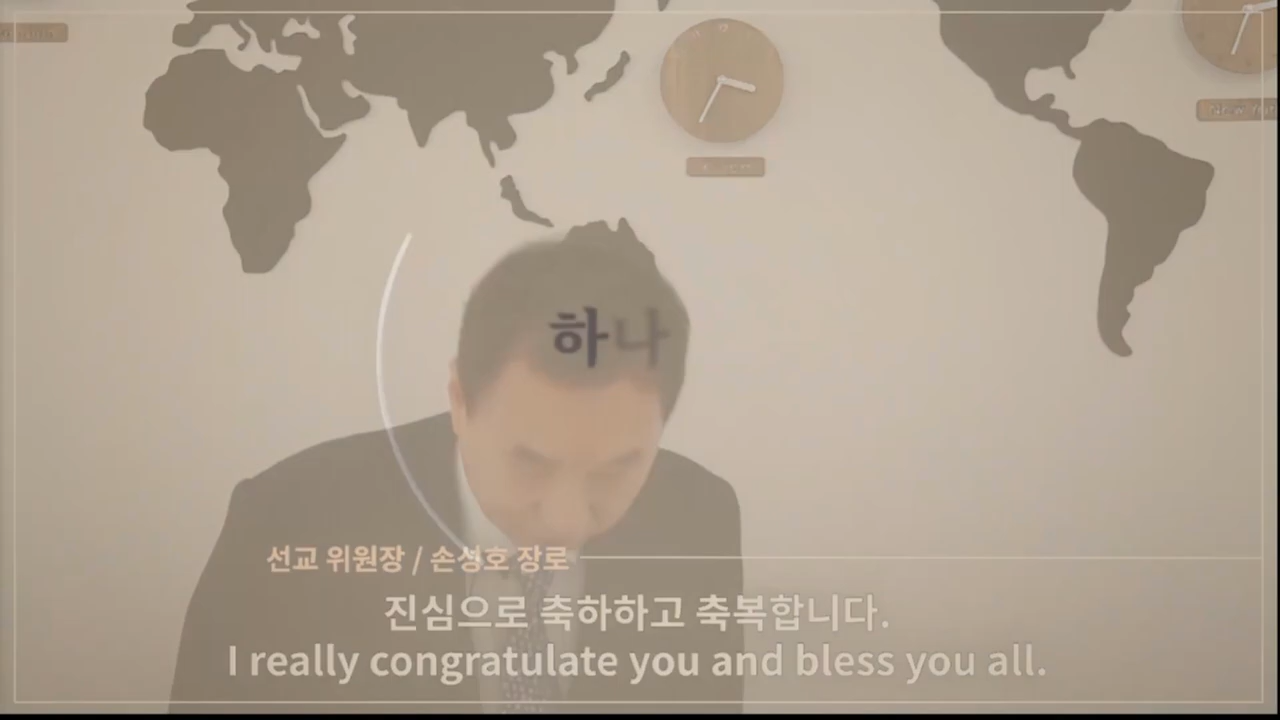 하나
선교 위원장 / 손성호 장로
진심으로 축하하고 축복합니다.
I really congratulate you and bless you all.